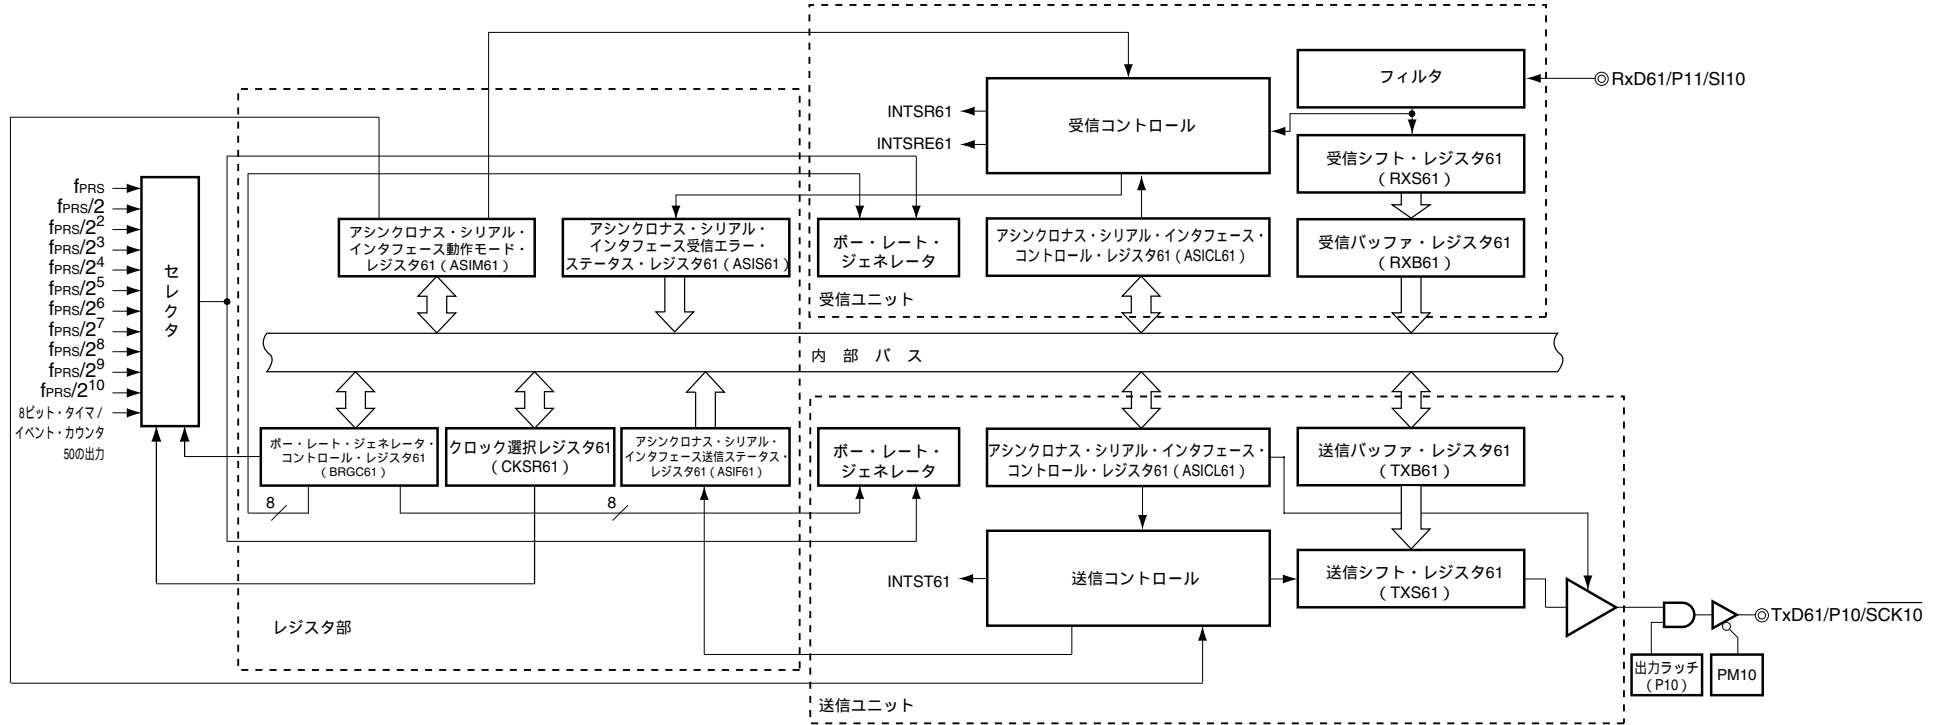 フィルタ
RxD61/P11/SI10
INTSR61
INTSRE61
受信コントロール
受信シフト・レジスタ61
(RXS61)
fPRS
fPRS/2
fPRS/2²
fPRS/2³
fPRS/2⁴
fPRS/2⁵
fPRS/2⁶
fPRS/2⁷
fPRS/2⁸
fPRS/2⁹
fPRS/2¹⁰
8ビット・タイマ/
イベント・カウンタ
50の出力
セレクタ
アシンクロナス・シリアル・
インタフェース動作モード・
レジスタ61(ASIM61)
アシンクロナス・シリアル・
インタフェース受信エラー・
ステータス・レジスタ61(ASIS61)
ボー・レート・
ジェネレータ
アシンクロナス・シリアル・インタフェース・
コントロール・レジスタ61(ASICL61)
受信バッファ・レジスタ61
(RXB61)
受信ユニット
内 部 バ ス
ボー・レート・ジェネレータ・
コントロール・レジスタ61
(BRGC61)
クロック選択レジスタ61
(CKSR61)
アシンクロナス・シリアル・
インタフェース送信ステータス・
レジスタ61(ASIF61)
ボー・レート・
ジェネレータ
アシンクロナス・シリアル・インタフェース・
コントロール・レジスタ61(ASICL61)
送信バッファ・レジスタ61
(TXB61)
8
8
INTST61
送信コントロール
送信シフト・レジスタ61
(TXS61)
レジスタ部
TxD61/P10/SCK10
出力ラッチ
(P10)
PM10
送信ユニット